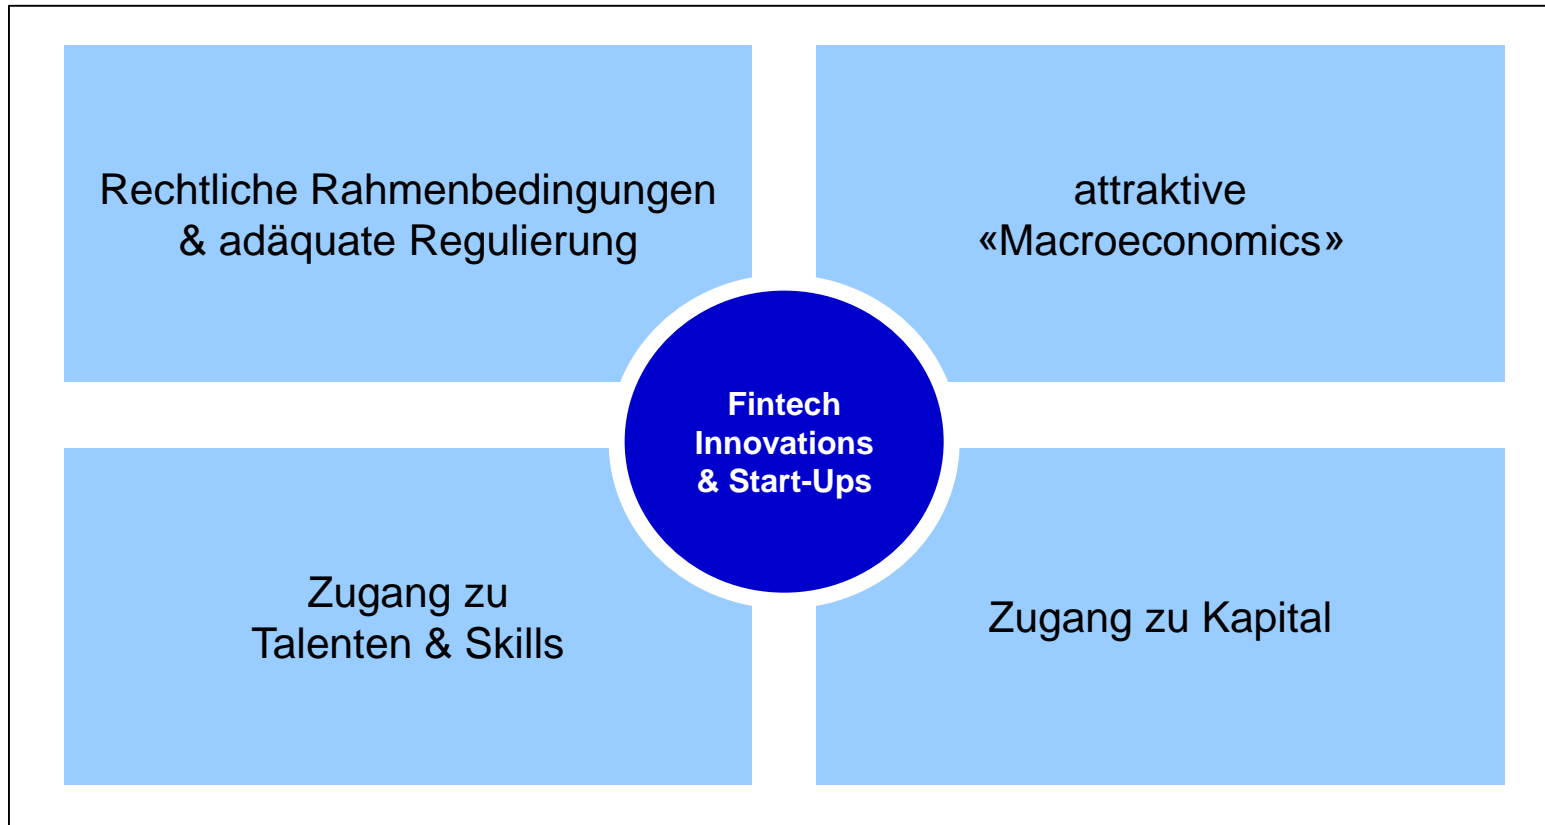 Rechtliche Rahmenbedingungen
& adäquate Regulierung
attraktive
«Macroeconomics»
Fintech
Innovations
& Start-Ups
Zugang zu
Talenten & Skills
Zugang zu Kapital